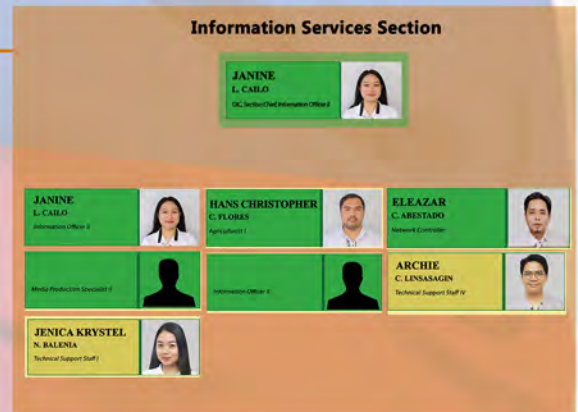 Information Services Section
JANINE
L. CAILO
OIC, Section Chief/Information Officer II
JANINE
L. CAILO
Information Officer II
HANS CHRISTOPHER
C. FLORES
Agriculturist I
ELEAZAR
C. ABESTADO
Network Controller
Media Production Specialist II
Information Officer II
ARCHIE
C. LINSASAGIN
Technical Support Staff IV
JENICA KRYSTEL
N. BALENIA
Technical Support Staff I